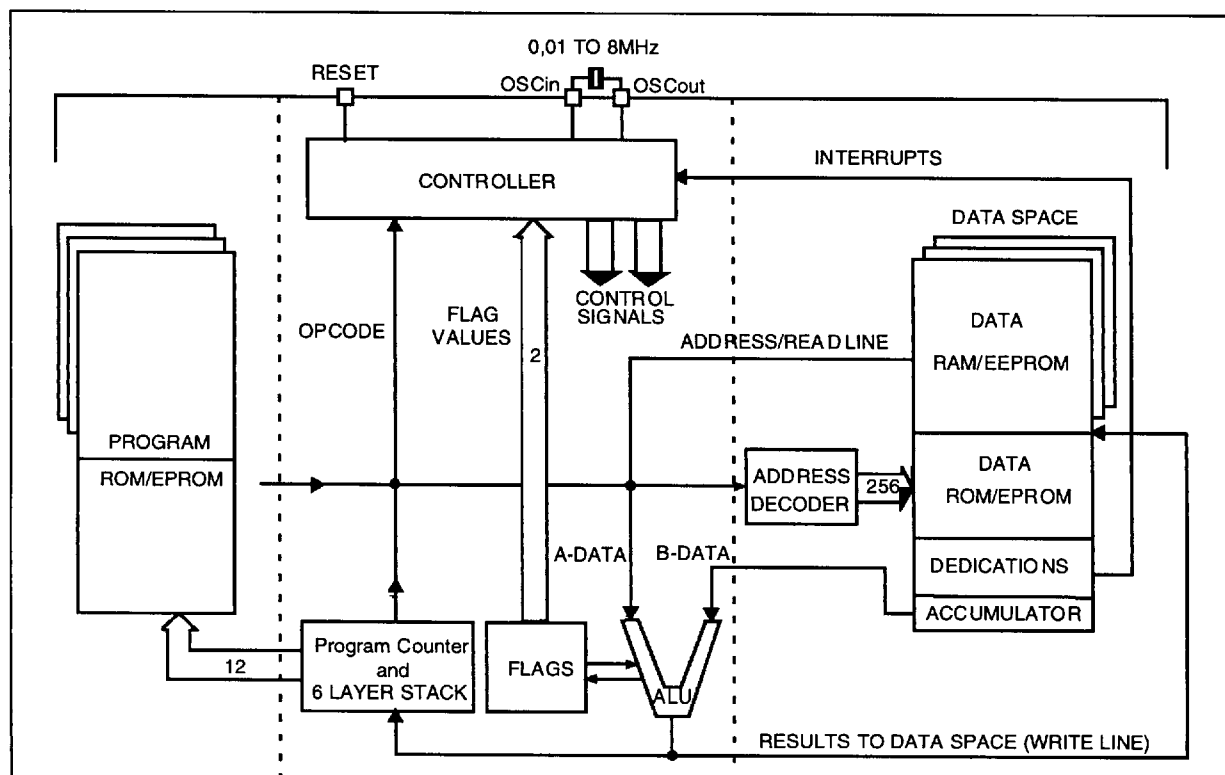 0,01 TO 8MHz
RESET
OSCin
OSCout
INTERRUPTS
CONTROLLER
DATA SPACE
CONTROL
SIGNALS
OPCODE
FLAG
VALUES
2
DATA
RAM/EEPROM
ADDRESS/READ LINE
PROGRAM
ROM/EPROM
ADDRESS
DECODER
256
DATA
ROM/EPROM
A-DATA
B-DATA
DEDICATIONS
ACCUMULATOR
12
Program Counter
and
6 LAYER STACK
FLAGS
ALU
RESULTS TO DATA SPACE (WRITE LINE)